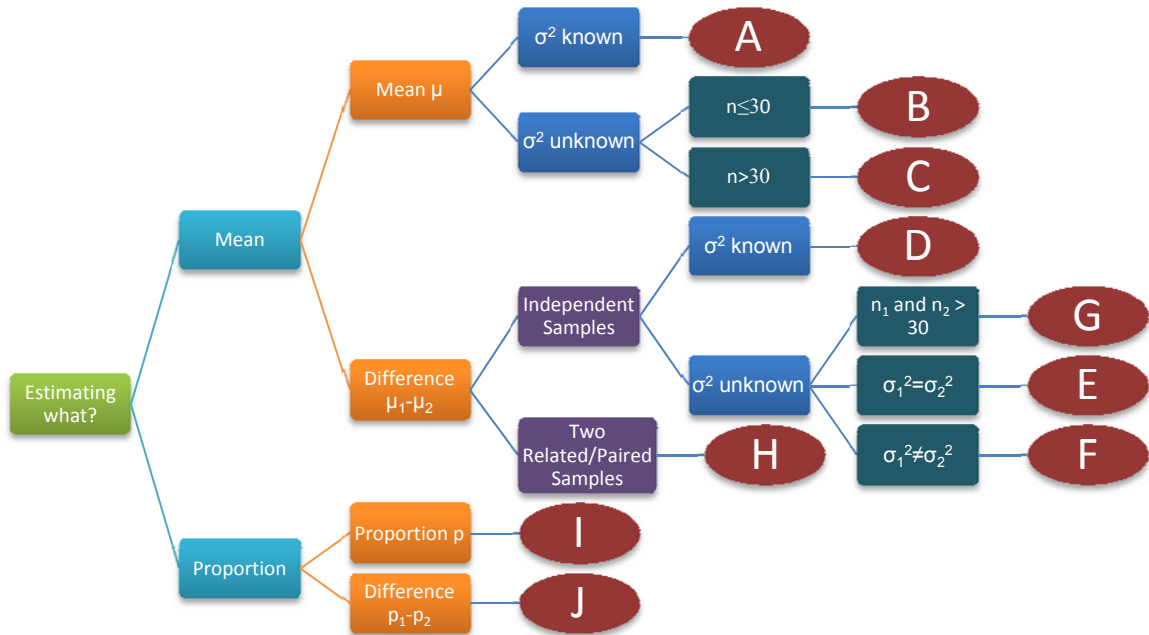 Estimating
what?
Mean
Mean μ
σ² known
A
σ² unknown
n≤30
B
n>30
C
Difference
μ₁-μ₂
Independent
Samples
σ² known
D
σ² unknown
n₁ and n₂ >
30
G
σ₁²=σ₂²
E
σ₁²≠σ₂²
F
Two
Related/Paired
Samples
H
Proportion
Proportion p
I
Difference
p₁-p₂
J